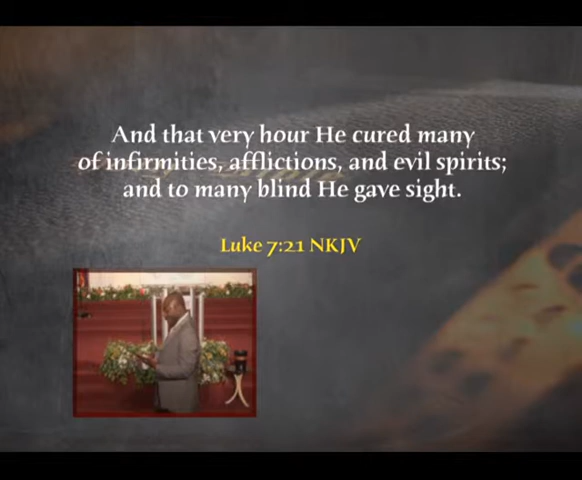 And that very hour He cured many
of infirmities, afflictions, and evil spirits;
and to many blind He gave sight.
Luke 7:21 NKJV